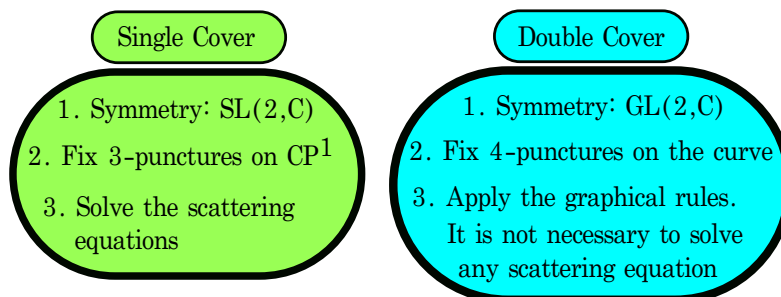 Single Cover
1. Symmetry: SL(2,C)
2. Fix 3-punctures on CP1
3. Solve the scattering
equations
Double Cover
1. Symmetry: GL(2,C)
2. Fix 4-punctures on the curve
3. Apply the graphical rules.
It is not necessary to solve
any scattering equation